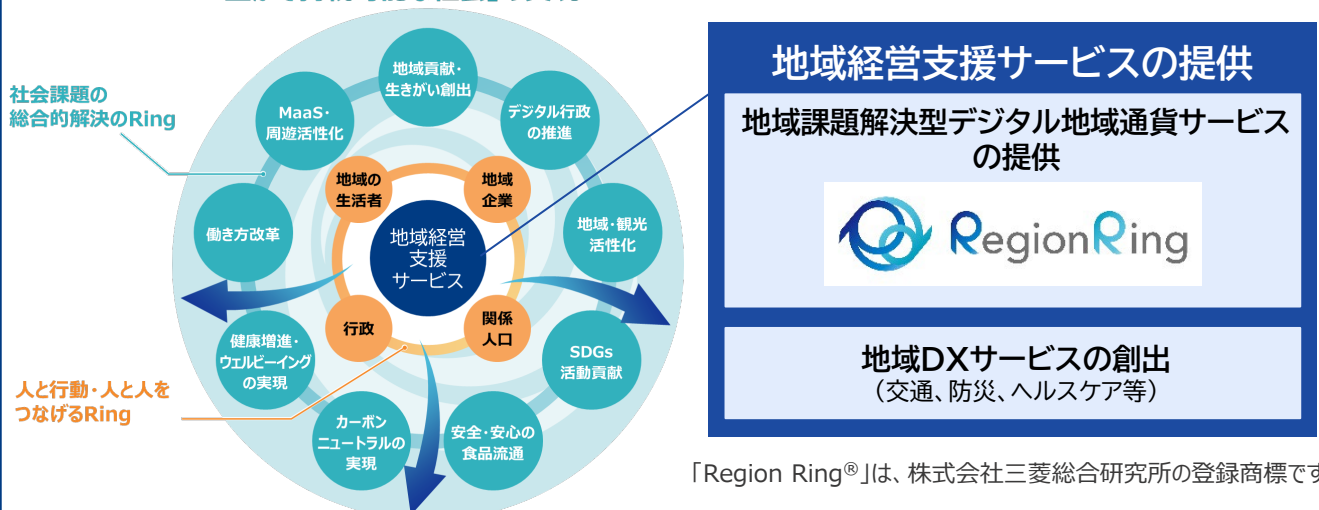 社会課題の
総合的解決のRing
地域貢献・
生きがい創出
MaaS・
周遊活性化
デジタル行政
の推進
地域の
生活者
地域
企業
働き方改革
地域経営
支援
サービス
地域・観光
活性化
行政
関係
人口
健康増進・
ウェルビーイング
の実現
SDGs
活動貢献
人と行動・人と人を
つなげるRing
カーボン
ニュートラルの
実現
安全・安心の
食品流通
地域経営支援サービスの提供
地域課題解決型デジタル地域通貨サービス
の提供
RegionRing
地域DXサービスの創出
（交通、防災、ヘルスケア等）
「Region Ring®」は、株式会社三菱総合研究所の登録商標です